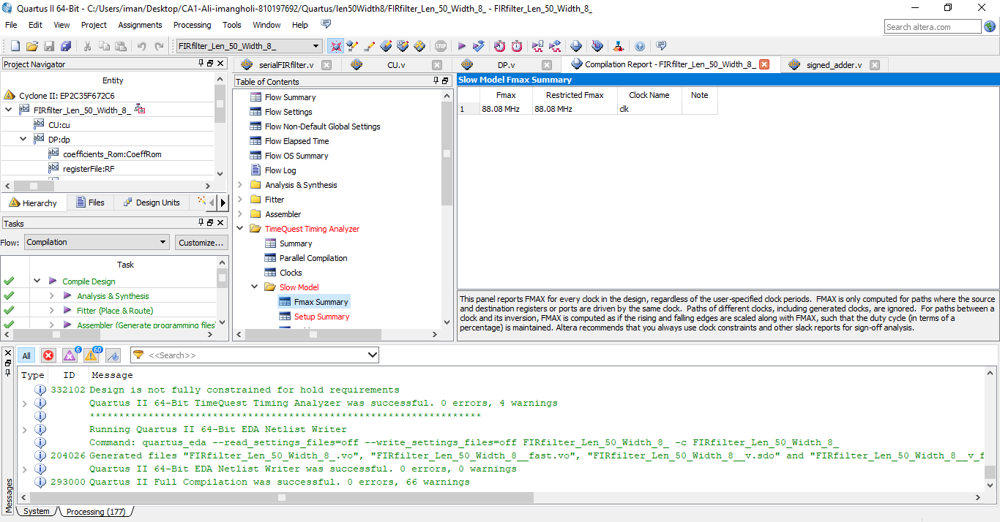 Quartus II 64-Bit - C:/Users/iman/Desktop/CA1-Ali-imangholi-810197692/Quartus/len50Width8/FIRfilter_Len_50_Width_8_ - FIRfilter_Len_50_Width_8_
File Edit View Project Assignments Processing Tools Window Help
Search altera.com
FIRfilter_Len_50_Width_8_
STOP
Project Navigator
Entity
Cyclone II: EP2C35F672C6
FIRfilter_Len_50_Width_8_
CU:cu
DP:dp
coefficients_Rom:CoeffRom
registerFile:RF
Hierarchy Files Design Units
Tasks
Flow: Compilation Customize...
Task
Compile Design
Analysis & Synthesis
Fitter (Place & Route)
Assembler (Generate programming files
serialFIRfilter.v CU.v DP.v Compilation Report - FIRfilter_Len_50_Width_8_ signed_adder.v
Table of Contents
Flow Summary
Flow Settings
Flow Non-Default Global Settings
Flow Elapsed Time
Flow OS Summary
Flow Log
Analysis & Synthesis
Fitter
Assembler
TimeQuest Timing Analyzer
Summary
Parallel Compilation
Clocks
Slow Model
Fmax Summary
Setup Summary
Slow Model Fmax Summary
Fmax Restricted Fmax Clock Name Note
1 88.08 MHz 88.08 MHz clk
This panel reports FMAX for every clock in the design, regardless of the user-specified clock periods. FMAX is only computed for paths where the source
and destination registers or ports are driven by the same clock. Paths of different clocks, including generated clocks, are ignored. For paths between a
clock and its inversion, FMAX is computed as if the rising and falling edges are scaled along with FMAX, such that the duty cycle (in terms of a
percentage) is maintained. Altera recommends that you always use clock constraints and other slack reports for sign-off analysis.
All 6 60 <<Search>>
Type ID Message
332102 Design is not fully constrained for hold requirements
Quartus II 64-Bit TimeQuest Timing Analyzer was successful. 0 errors, 4 warnings
*******************************************************************
Running Quartus II 64-Bit EDA Netlist Writer
Command: quartus_eda --read_settings_files=off --write_settings_files=off FIRfilter_Len_50_Width_8_ -c FIRfilter_Len_50_Width_8_
204026 Generated files "FIRfilter_Len_50_Width_8_.vo", "FIRfilter_Len_50_Width_8__fast.vo", "FIRfilter_Len_50_Width_8__v.sdo" and "FIRfilter_Len_50_Width_8__v_f
Quartus II 64-Bit EDA Netlist Writer was successful. 0 errors, 0 warnings
293000 Quartus II Full Compilation was successful. 0 errors, 66 warnings
Messages
System Processing (177)